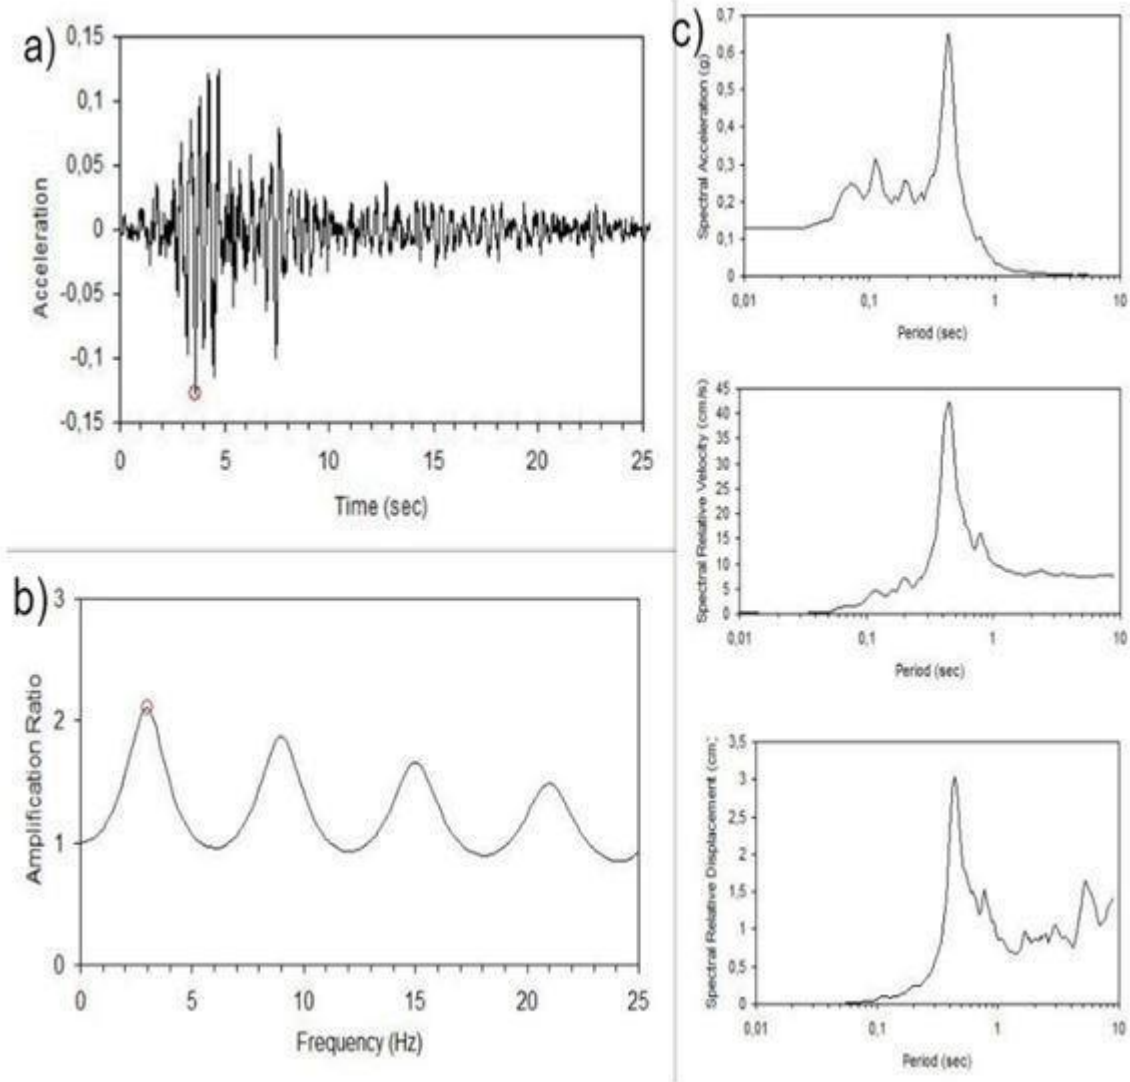 a)
0,15
0,1
0,05
0
-0,05
-0,1
-0,15
Acceleration
0 5 10 15 20 25
Time (sec)
b)
3
2
1
0
Amplification Ratio
0 5 10 15 20 25
Frequency (Hz)
c)
0,7
0,6
0,5
0,4
0,3
0,2
0,1
0
Spectral Acceleration (g)
0,01 0,1 1 10
Period (sec)
45
40
35
30
25
20
15
10
5
0
Spectral Relative Velocity (cm/s)
0,01 0,1 1 10
Period (sec)
3,5
3
2,5
2
1,5
1
0,5
0
Spectral Relative Displacement (cm;
0,01 0,1 1 10
Period (sec)